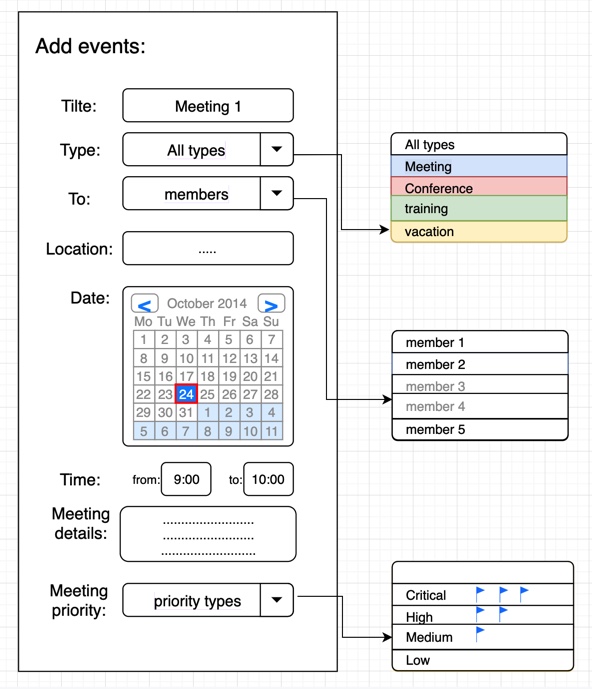 Add events:
Tilte: Meeting 1
Type: All types
To: members
Location: .....
Date: < October 2014 >
Mo Tu We Th Fr Sa Su
1 2 3 4 5 6 7
8 9 10 11 12 13 14
15 16 17 18 19 20 21
22 23 24 25 26 27 28
29 30 31 1 2 3 4
5 6 7 8 9 10 11
Time: from: 9:00 to: 10:00
Meeting
details:
..........................
..........................
...........................
Meeting
priority: priority types
All types
Meeting
Conference
training
vacation
member 1
member 2
member 3
member 4
member 5
Critical
High
Medium
Low